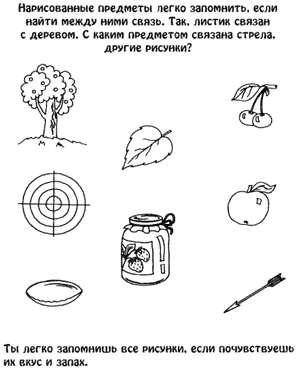 Нарисованные предметы легко запомнить, если
найти между ними связь. Так, листик связан
с деревом. С каким предметом связана стрела,
другие рисунки?
Ты легко запомнишь все рисунки, если почувствуешь
их вкус и запах.